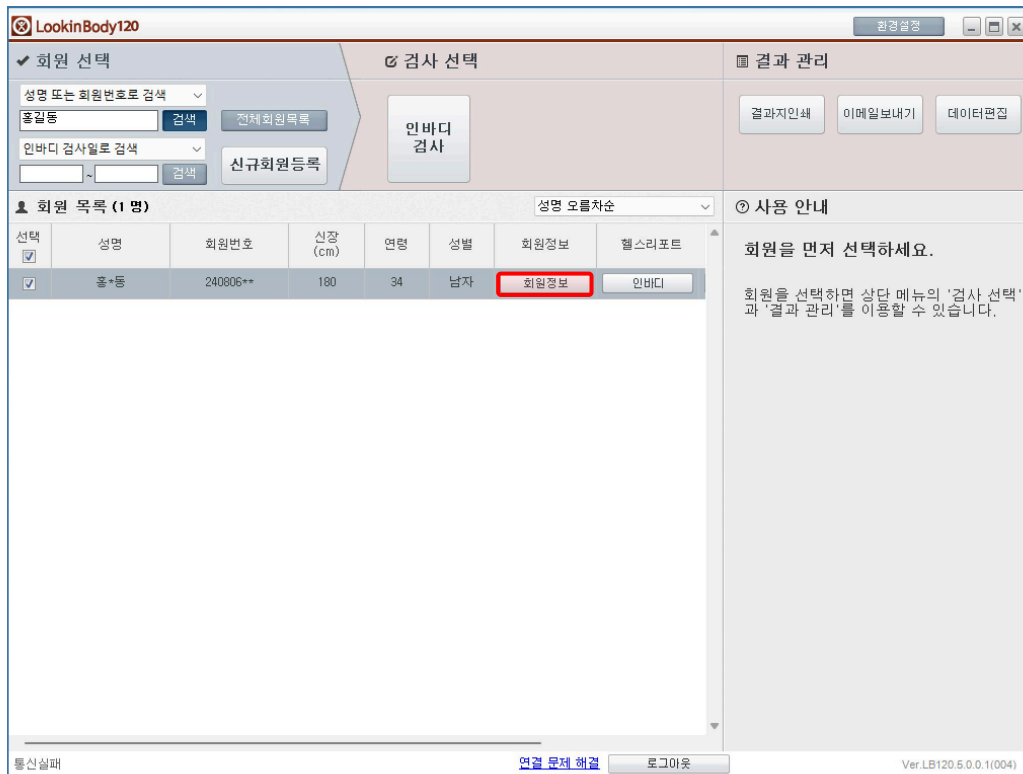 LookinBody120
환경설정
회원 선택
검사 선택
결과 관리
성명 또는 회원번호로 검색
홍길동
검색
전체회원목록
인바디 검사일로 검색
~
검색
신규회원등록
인바디
검사
결과지인쇄
이메일보내기
데이터편집
회원 목록 (1 명)
성명 오름차순
사용 안내
선택
성명
회원번호
신장
(cm)
연령
성별
회원정보
헬스리포트
홍*동
240806**
180
34
남자
회원정보
인바디
회원을 먼저 선택하세요.
회원을 선택하면 상단 메뉴의 '검사 선택'
과 '결과 관리'를 이용할 수 있습니다.
통신실패
연결 문제 해결
로그아웃
Ver.LB120.5.0.0.1(004)